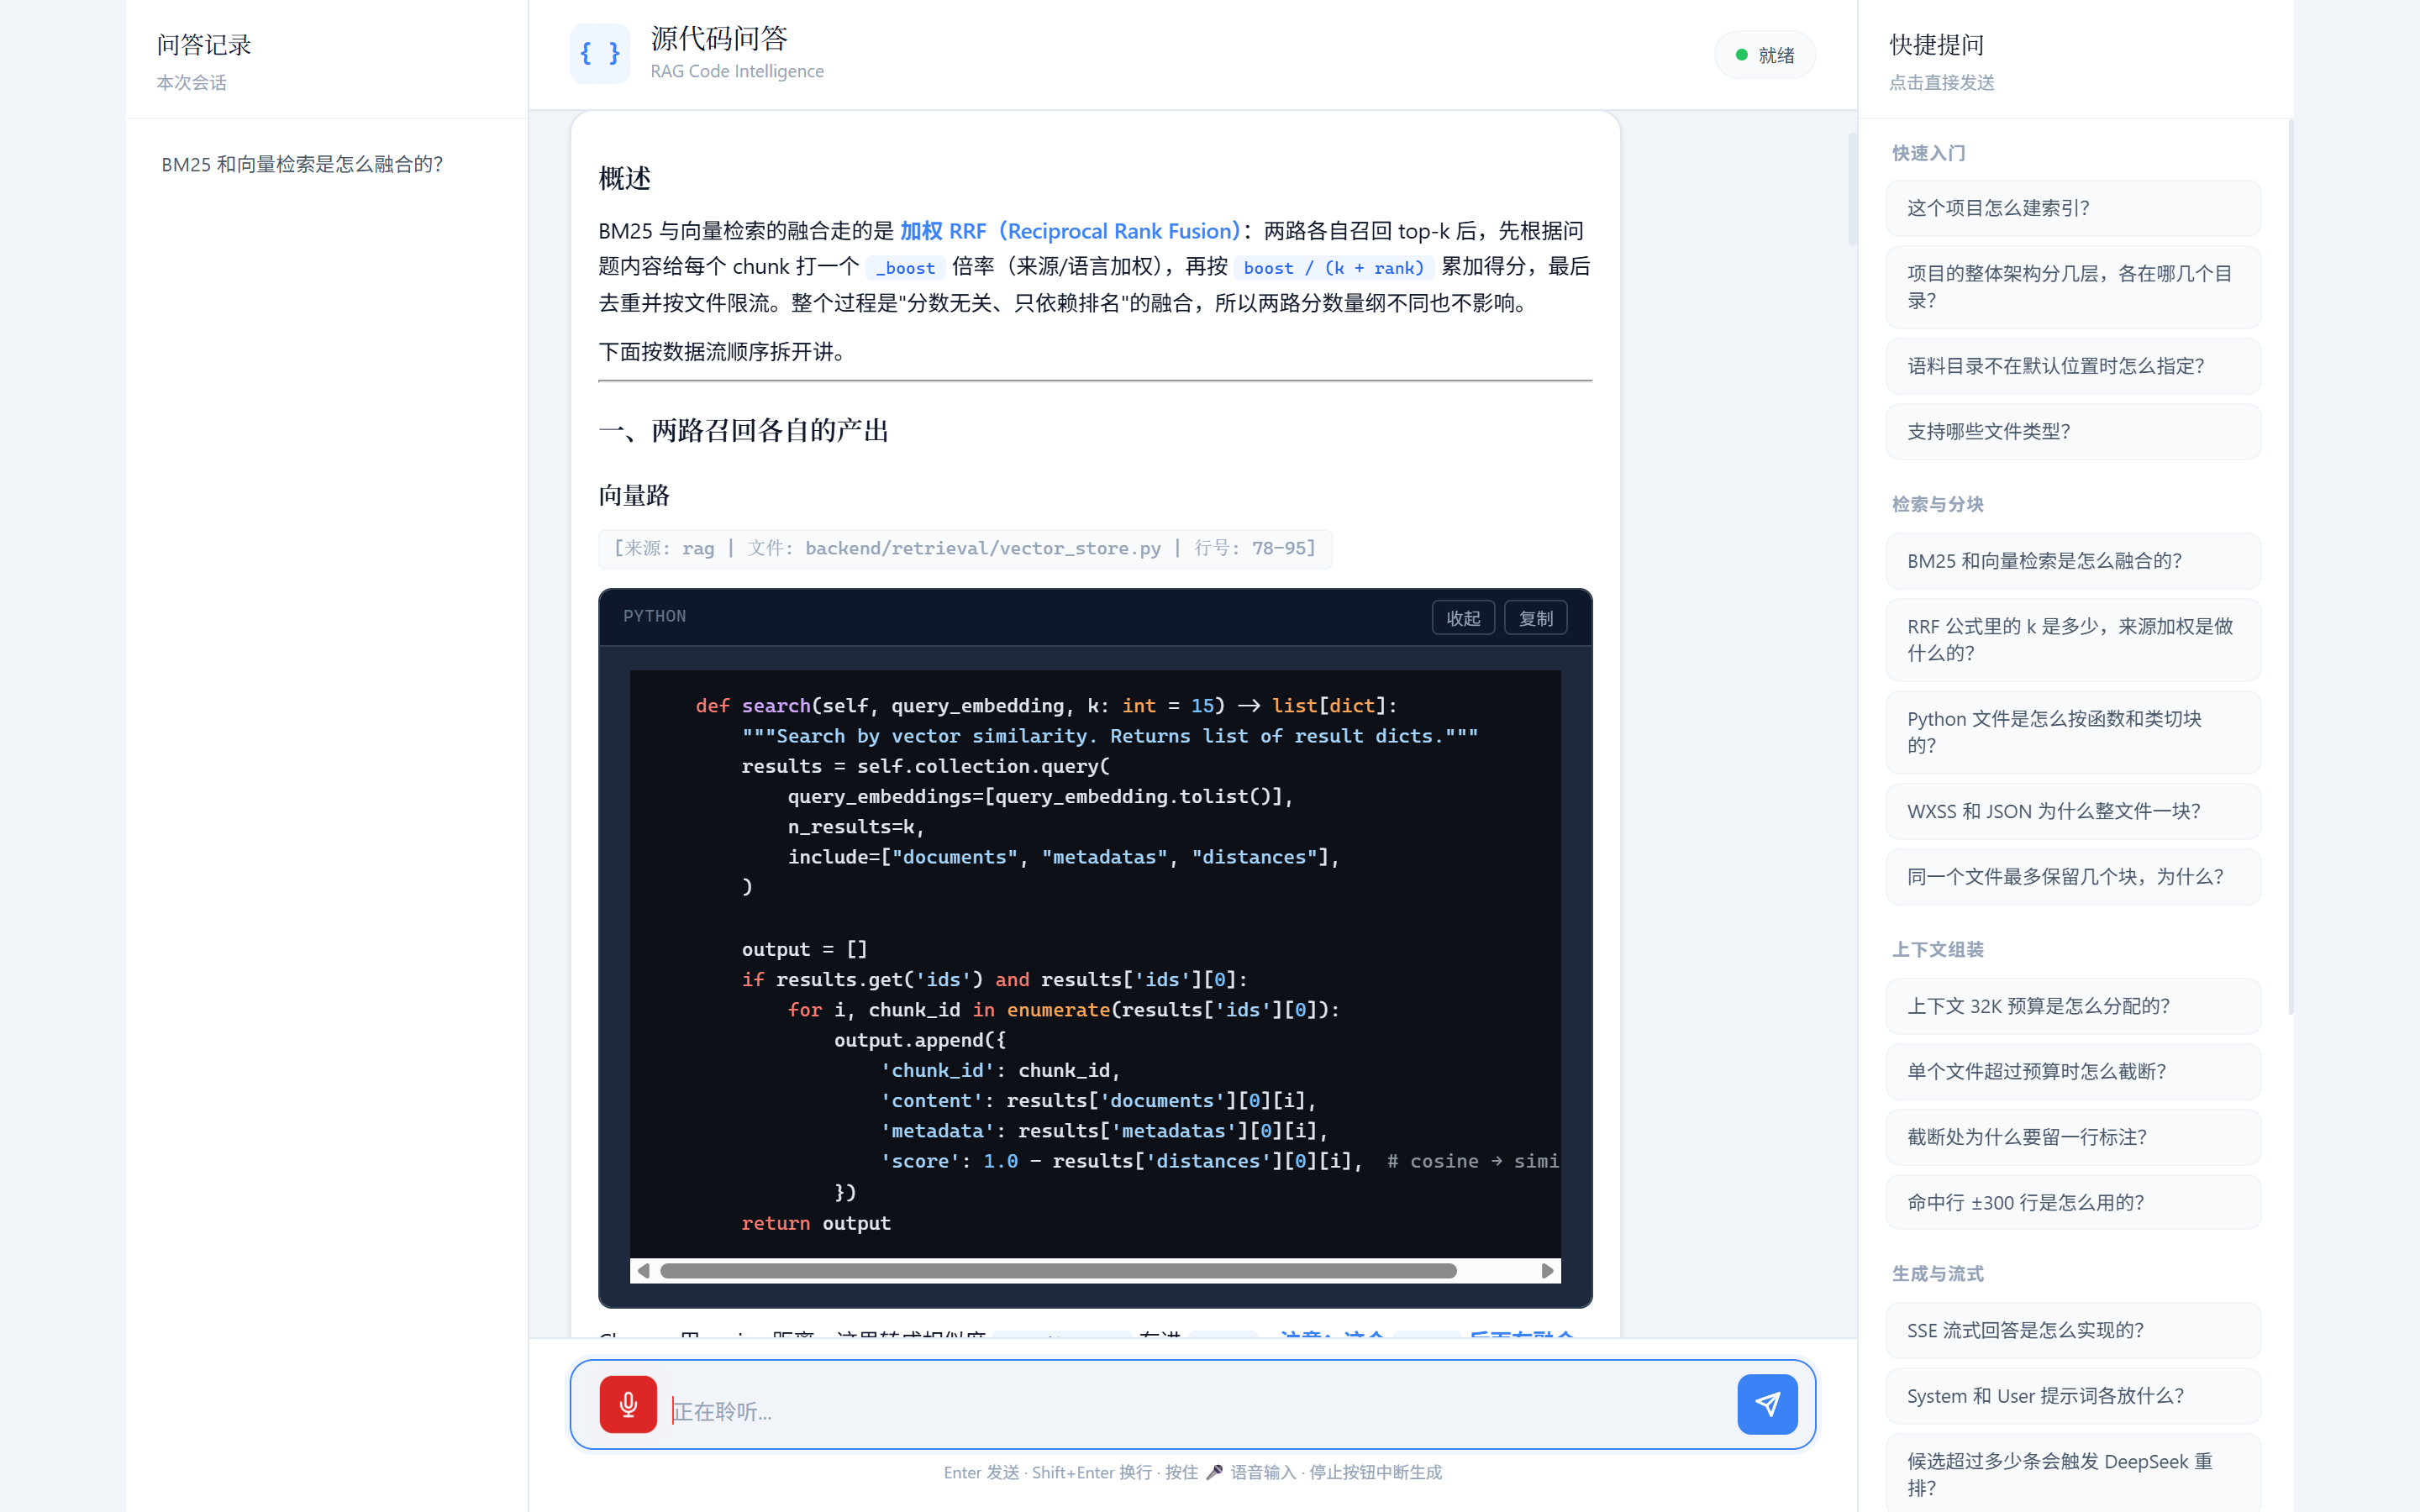 问答记录
本次会话
BM25 和向量检索是怎么融合的?
{ }
源代码问答
RAG Code Intelligence
就绪
概述
BM25 与向量检索的融合走的是 加权 RRF（Reciprocal Rank Fusion）：两路各自召回 top-k 后，先根据问
题内容给每个 chunk 打一个 _boost 倍率（来源/语言加权），再按 boost / (k + rank) 累加得分，最后
去重并按文件限流。整个过程是"分数无关、只依赖排名"的融合，所以两路分数量纲不同也不影响。
下面按数据流顺序拆开讲。
一、两路召回各自的产出
向量路
[来源: rag | 文件: backend/retrieval/vector_store.py | 行号: 78-95]
PYTHON
收起
复制
def search(self, query_embedding, k: int = 15) -> list[dict]:
"""Search by vector similarity. Returns list of result dicts."""
results = self.collection.query(
query_embeddings=[query_embedding.tolist()],
n_results=k,
include=["documents", "metadatas", "distances"],
)
output = []
if results.get('ids') and results['ids'][0]:
for i, chunk_id in enumerate(results['ids'][0]):
output.append({
'chunk_id': chunk_id,
'content': results['documents'][0][i],
'metadata': results['metadatas'][0][i],
'score': 1.0 - results['distances'][0][i],  # cosine → simi
})
return output
正在聆听...
Enter 发送 · Shift+Enter 换行 · 按住 🎤 语音输入 · 停止按钮中断生成
快捷提问
点击直接发送
快速入门
这个项目怎么建索引?
项目的整体架构分几层，各在哪几个目
录?
语料目录不在默认位置时怎么指定?
支持哪些文件类型?
检索与分块
BM25 和向量检索是怎么融合的?
RRF 公式里的 k 是多少，来源加权是做
什么的?
Python 文件是怎么按函数和类切块
的?
WXSS 和 JSON 为什么整文件一块?
同一个文件最多保留几个块，为什么?
上下文组装
上下文 32K 预算是怎么分配的?
单个文件超过预算时怎么截断?
截断处为什么要留一行标注?
命中行 ±300 行是怎么用的?
生成与流式
SSE 流式回答是怎么实现的?
System 和 User 提示词各放什么?
候选超过多少条会触发 DeepSeek 重
排?